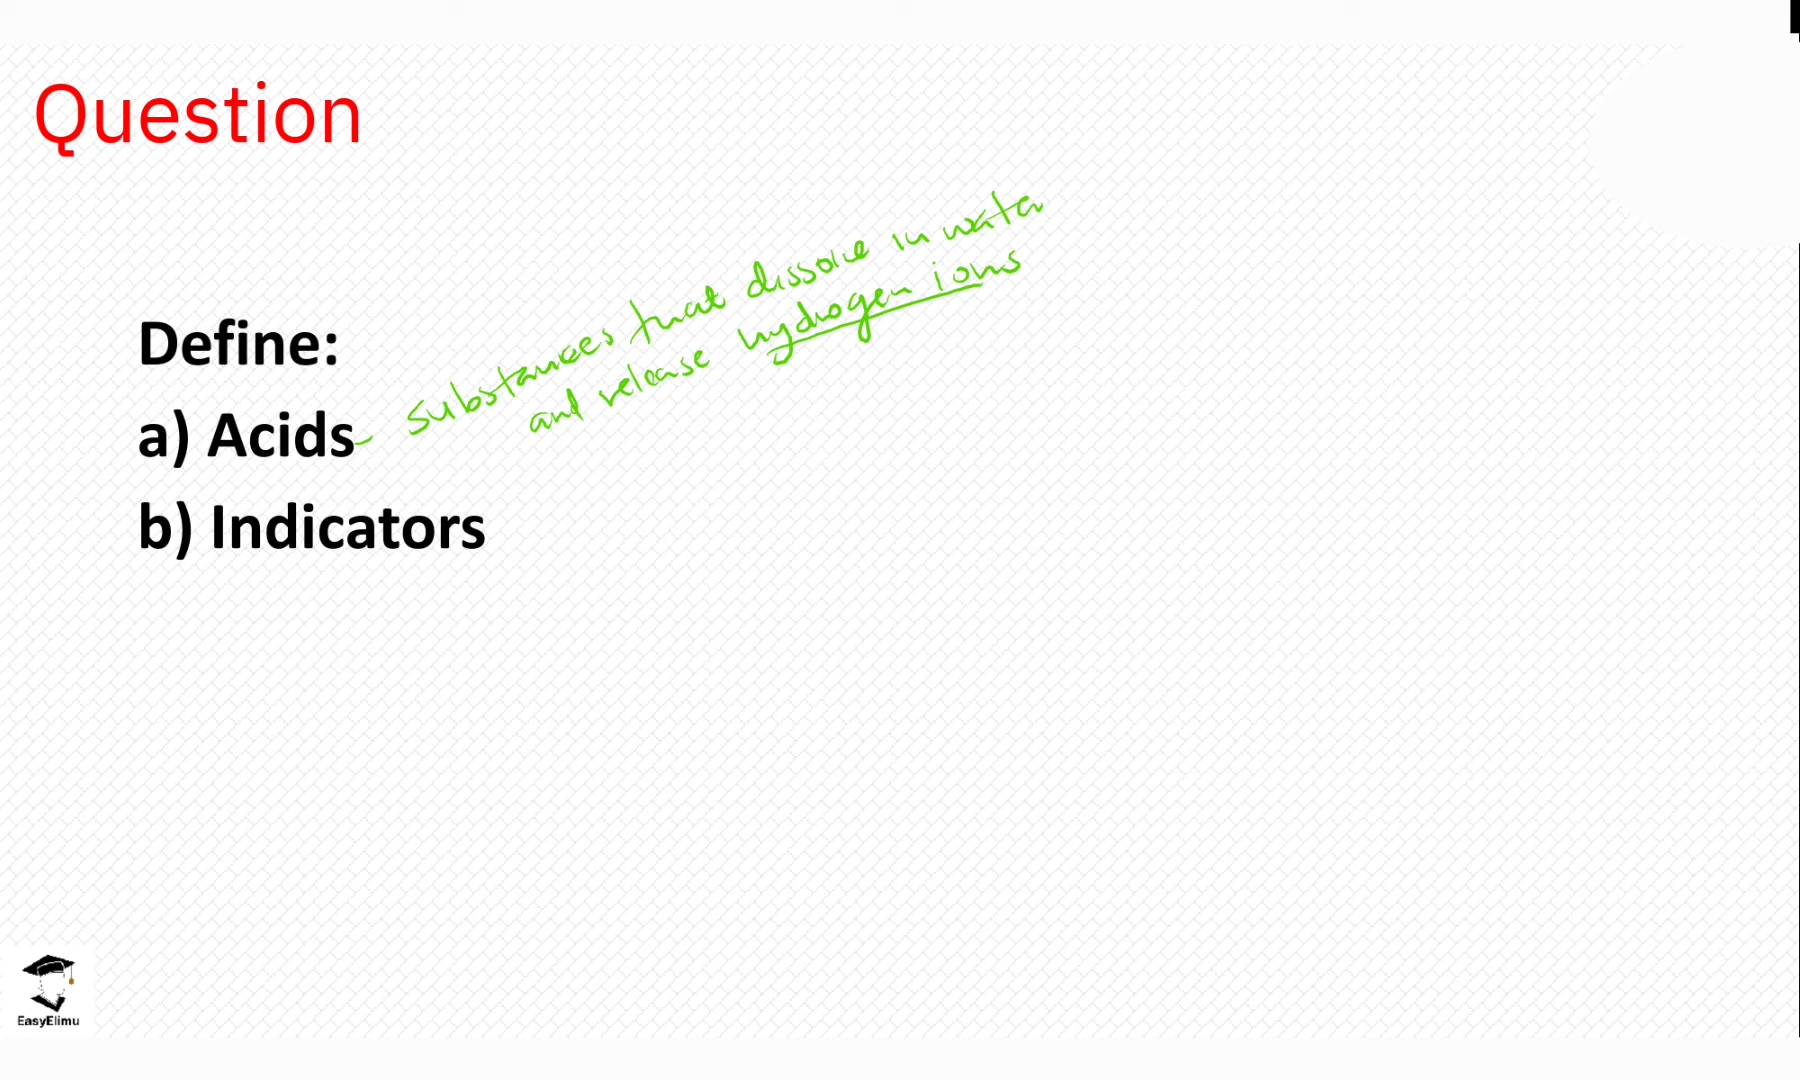 Question
substances that dissolve in water
and release hydrogen ions
Define:
a) Acids-
b) Indicators
EasyElimu